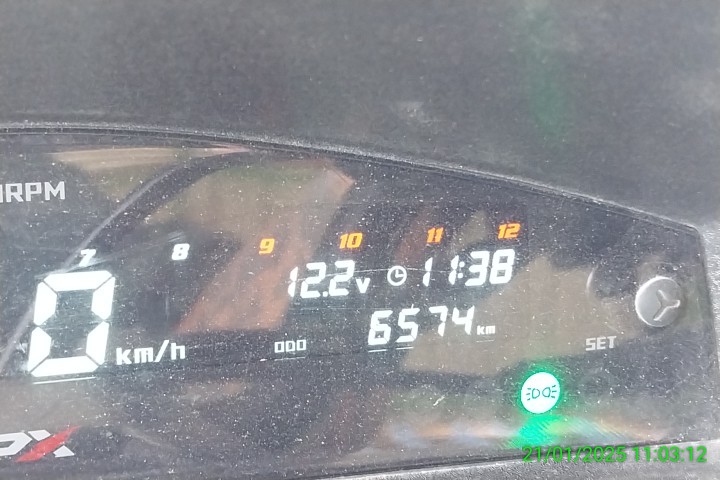 RPM
7 8 9 10 11 12
12.2 v 11:38
0 km/h ODO 6574 km
SET
21/01/2025 11:03:12